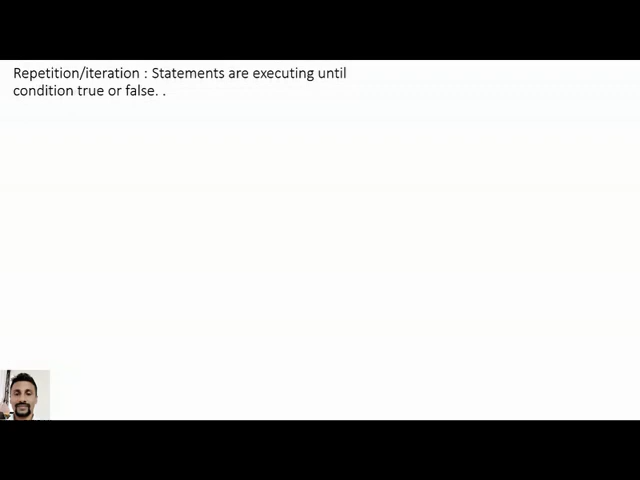 Repetition/iteration : Statements are executing until
condition true or false. .